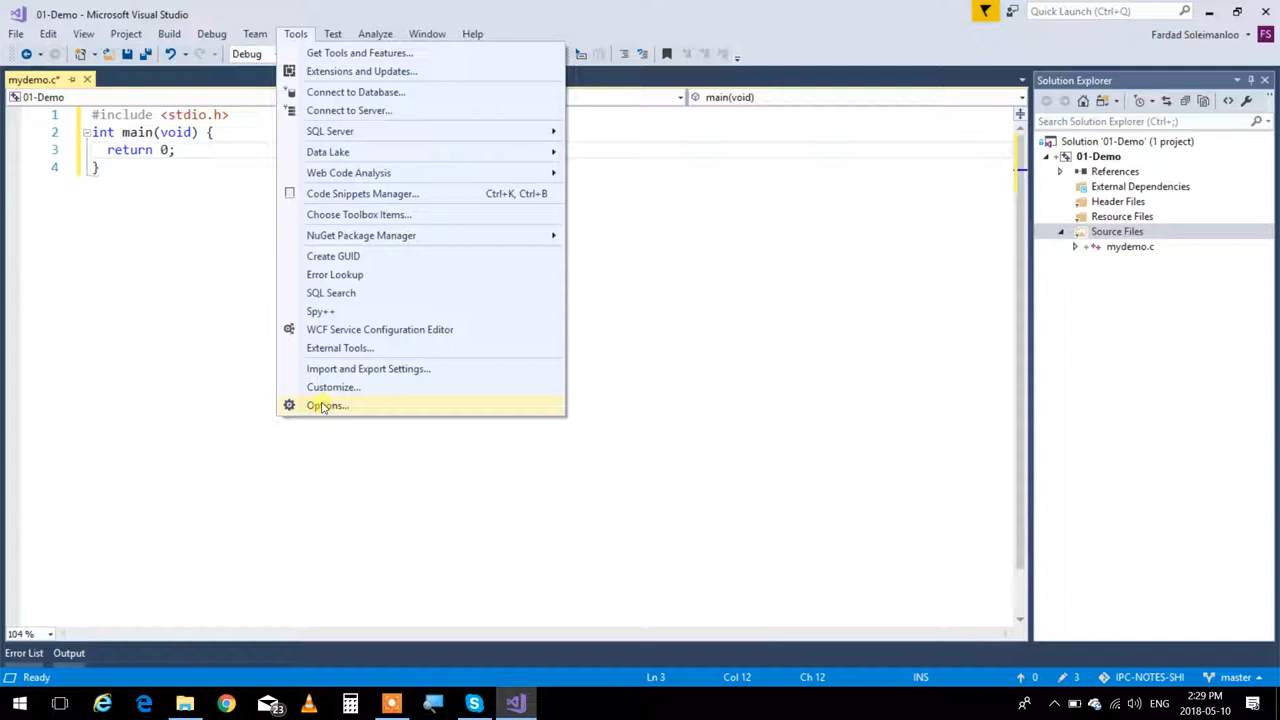 01-Demo - Microsoft Visual Studio
Quick Launch (Ctrl+Q)
File Edit View Project Build Debug Team Tools Test Analyze Window Help
Fardad Soleimanloo FS
Debug
Get Tools and Features...
Extensions and Updates...
Connect to Database...
Connect to Server...
SQL Server
Data Lake
Web Code Analysis
Code Snippets Manager... Ctrl+K, Ctrl+B
Choose Toolbox Items...
NuGet Package Manager
Create GUID
Error Lookup
SQL Search
Spy++
WCF Service Configuration Editor
External Tools...
Import and Export Settings...
Customize...
Options...
mydemo.c*
01-Demo
main(void)
1 #include <stdio.h>
2 int main(void) {
3 return 0;
4 }
Solution Explorer
Search Solution Explorer (Ctrl+;)
Solution '01-Demo' (1 project)
01-Demo
References
External Dependencies
Header Files
Resource Files
Source Files
mydemo.c
104 %
Error List Output
Ready Ln 3 Col 12 Ch 12 INS 0 3 IPC-NOTES-SHI master
23
2:29 PM
2018-05-10